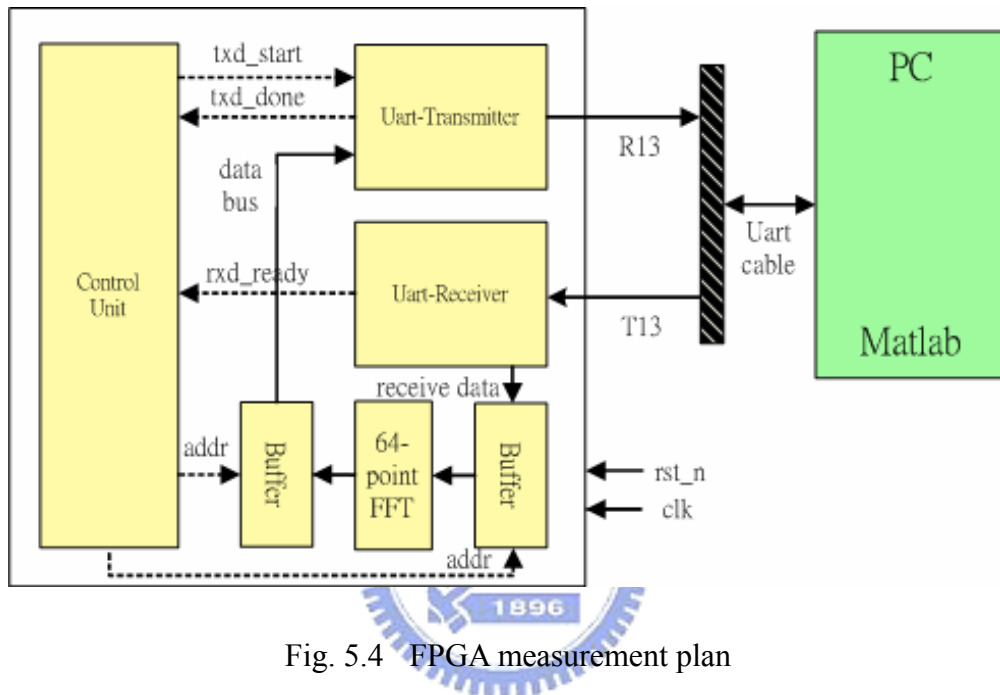 txd_start
txd_done
data
bus
rxd_ready
Control
Unit
addr
Uart-Transmitter
Uart-Receiver
receive data
Buffer
64-
point
FFT
Buffer
addr
R13
T13
Uart
cable
PC
Matlab
rst_n
clk
1896
Fig. 5.4 FPGA measurement plan